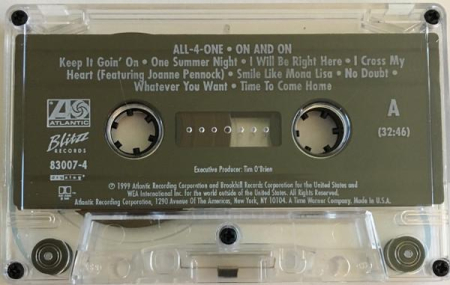 ALL-4-ONE • ON AND ON
Keep It Goin' On • One Summer Night • I Will Be Right Here • I Cross My
Heart (Featuring Joanne Pennock) • Smile Like Mona Lisa • No Doubt •
Whatever You Want • Time To Come Home
ATLANTIC
Blitzz
RECORDS
83007-4
A
(32:46)
Executive Producer: Tim O'Brien
℗ © 1999 Atlantic Recording Corporation and Brookhill Records Corporation for the United States and
WEA International Inc. for the world outside of the United States. All Rights Reserved.
Atlantic Recording Corporation, 1290 Avenue Of The Americas, New York, NY 10104. A Time Warner Company. Made In U.S.A.